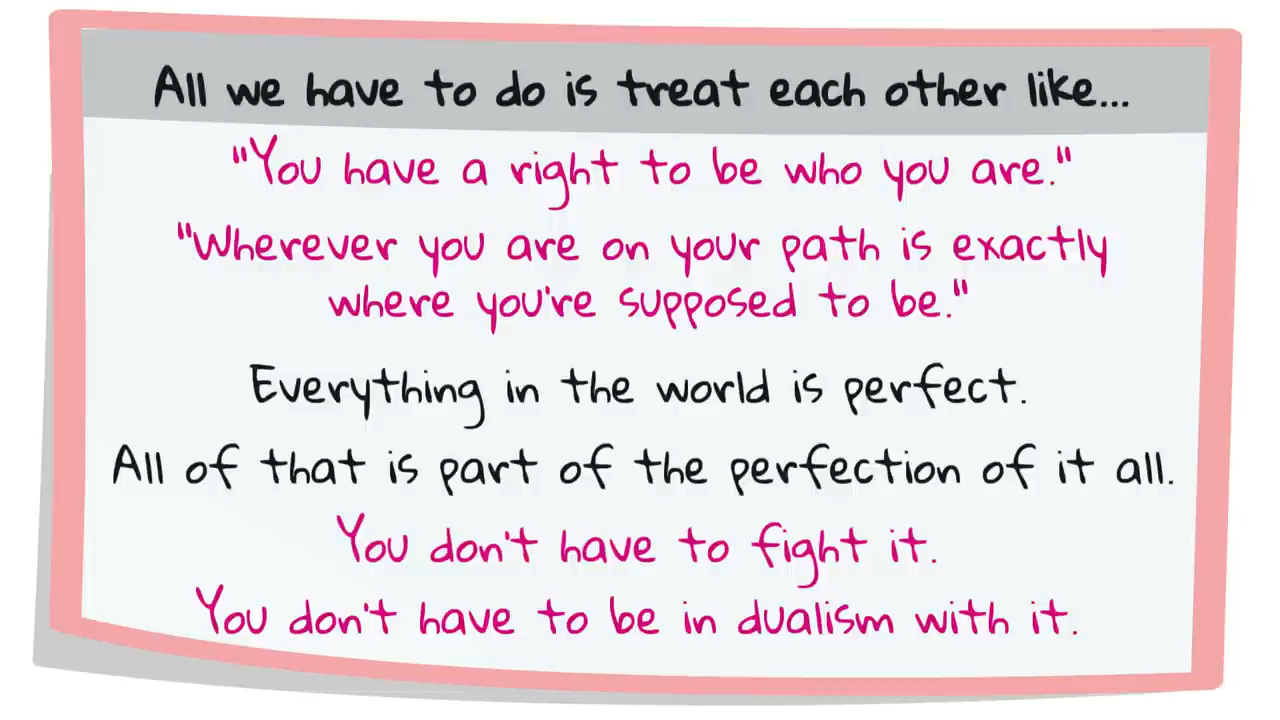 All we have to do is treat each other like...
"You have a right to be who you are."
"Wherever you are on your path is exactly
where you're supposed to be."
Everything in the world is perfect.
All of that is part of the perfection of it all.
You don't have to fight it.
You don't have to be in dualism with it.